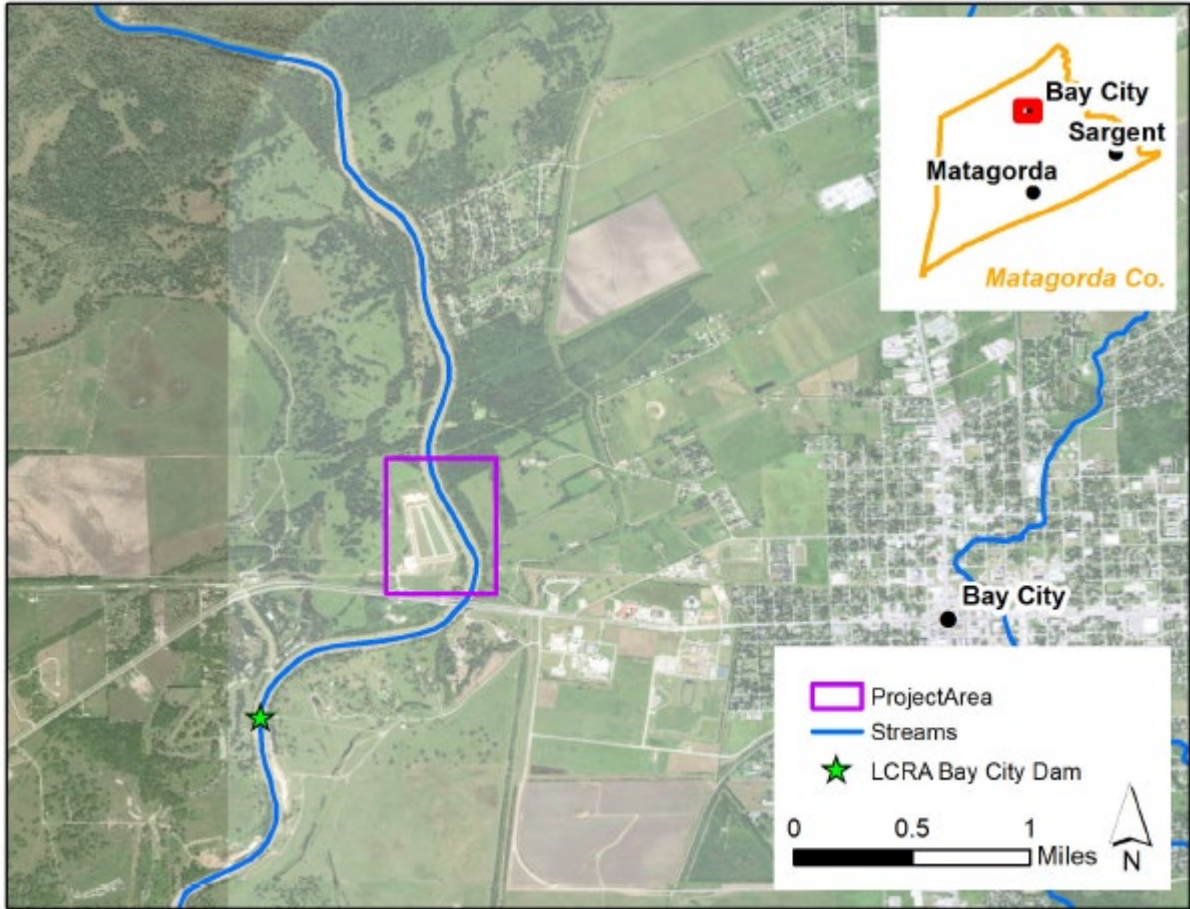 Bay City
Sargent
Matagorda
Matagorda Co.
Bay City
ProjectArea
Streams
LCRA Bay City Dam
0 0.5 1
Miles
N